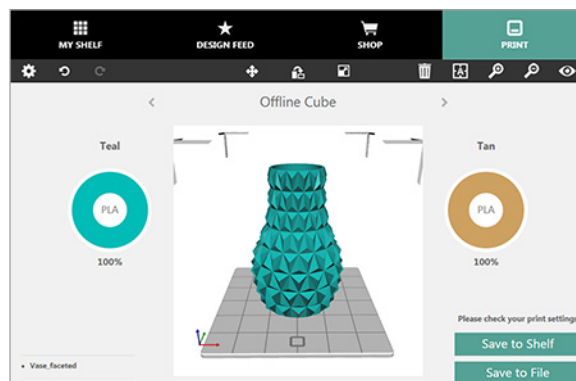 MY SHELF
DESIGN FEED
SHOP
PRINT
Offline Cube
Teal
Tan
PLA
PLA
100%
100%
Please check your print settings
Save to Shelf
• Vase_faceted
Save to File